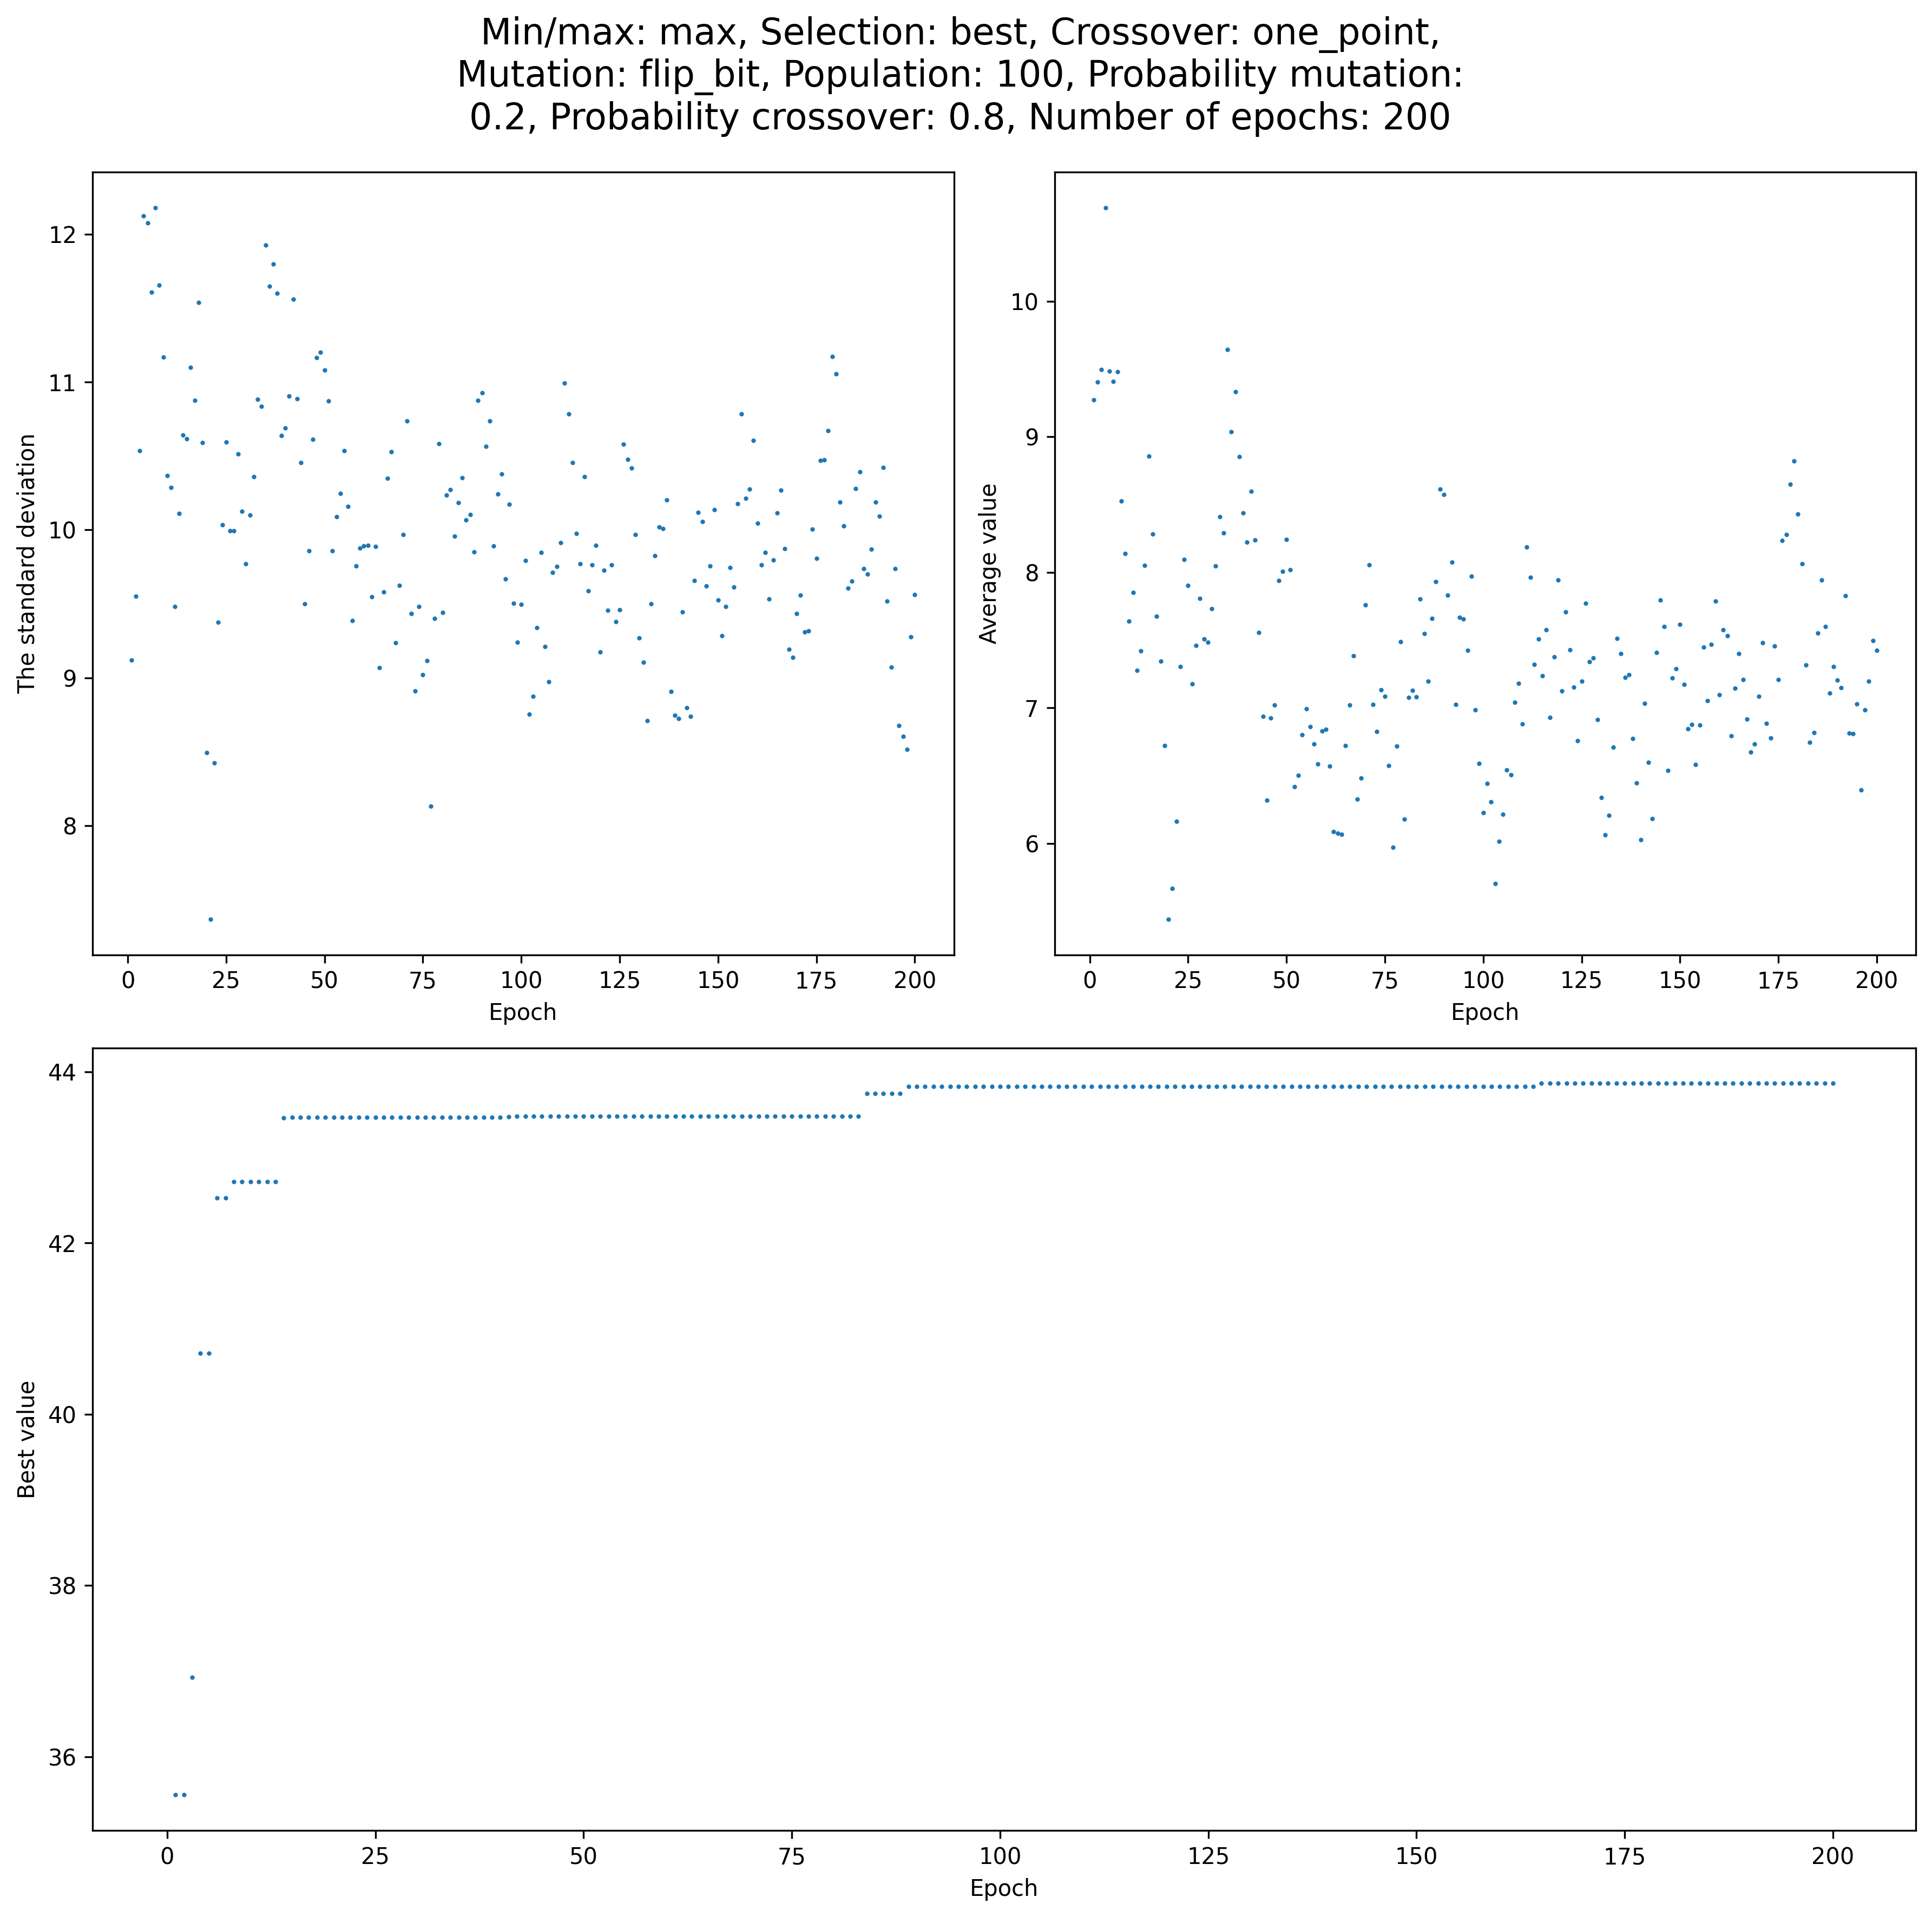 Min/max: max, Selection: best, Crossover: one_point,
Mutation: flip_bit, Population: 100, Probability mutation:
0.2, Probability crossover: 0.8, Number of epochs: 200
The standard deviation
12
11
10
9
8
0 25 50 75 100 125 150 175 200
Epoch
Average value
10
9
8
7
6
0 25 50 75 100 125 150 175 200
Epoch
Best value
44
42
40
38
36
0 25 50 75 100 125 150 175 200
Epoch